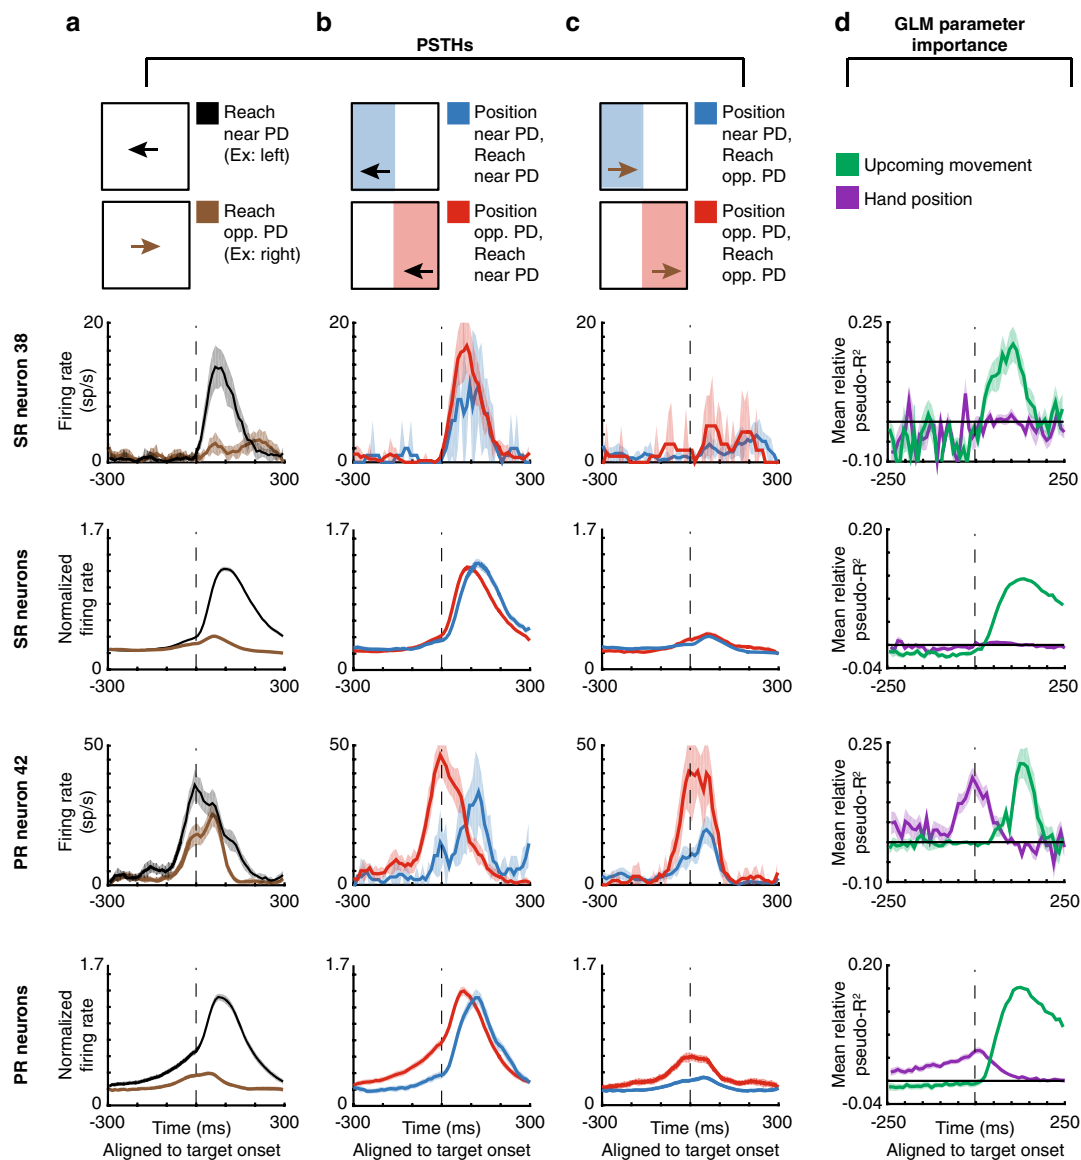 a
b
c
d
PSTHs
GLM parameter
importance
Reach
near PD
(Ex: left)
Reach
opp. PD
(Ex: right)
Position
near PD,
Reach
near PD
Position
opp. PD,
Reach
near PD
Position
near PD,
Reach
opp. PD
Position
opp. PD,
Reach
opp. PD
Upcoming movement
Hand position
SR neuron 38
Firing rate
(sp/s)
20
0
-300
300
20
0
-300
300
20
0
-300
300
Mean relative
pseudo-R²
0.25
-0.10
-250
250
SR neurons
Normalized
firing rate
1.7
0
-300
300
1.7
0
-300
300
1.7
0
-300
300
Mean relative
pseudo-R²
0.20
-0.04
-250
250
PR neuron 42
Firing rate
(sp/s)
50
0
-300
300
50
0
-300
300
50
0
-300
300
Mean relative
pseudo-R²
0.25
-0.10
-250
250
PR neurons
Normalized
firing rate
1.7
0
-300
300
Time (ms)
Aligned to target onset
1.7
0
-300
300
Time (ms)
Aligned to target onset
1.7
0
-300
300
Time (ms)
Aligned to target onset
Mean relative
pseudo-R²
0.20
-0.04
-250
250
Time (ms)
Aligned to target onset